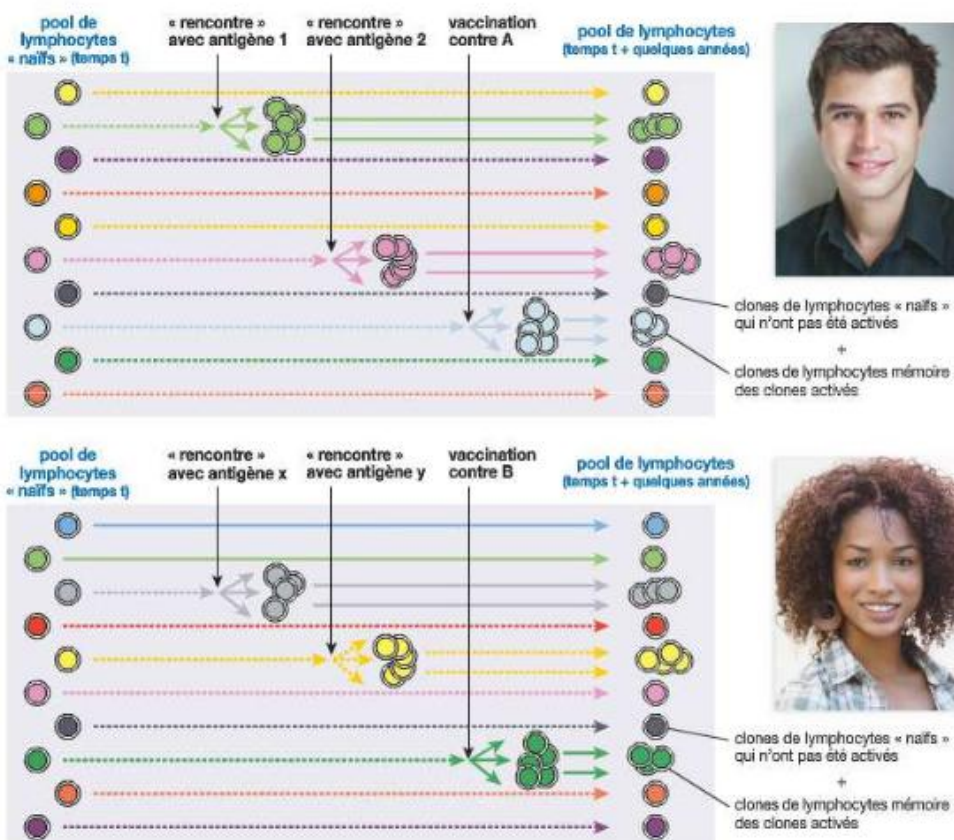 pool de
lymphocytes
« naïfs » (temps t)
« rencontre »
avec antigène 1
« rencontre »
avec antigène 2
vaccination
contre A
pool de lymphocytes
(temps t + quelques années)
clones de lymphocytes « naïfs »
qui n'ont pas été activés
+
clones de lymphocytes mémoire
des clones activés
pool de
lymphocytes
« naïfs » (temps t)
« rencontre »
avec antigène x
« rencontre »
avec antigène y
vaccination
contre B
pool de lymphocytes
(temps t + quelques années)
clones de lymphocytes « naïfs »
qui n'ont pas été activés
+
clones de lymphocytes mémoire
des clones activés